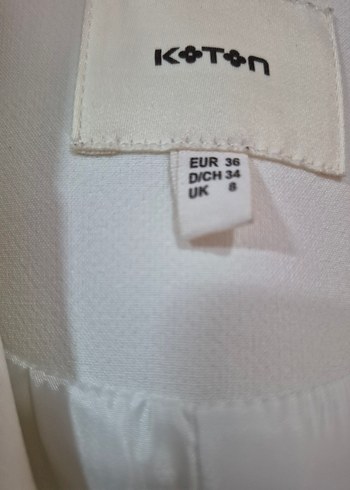 KOTON
EUR 36
D/CH 34
UK 8